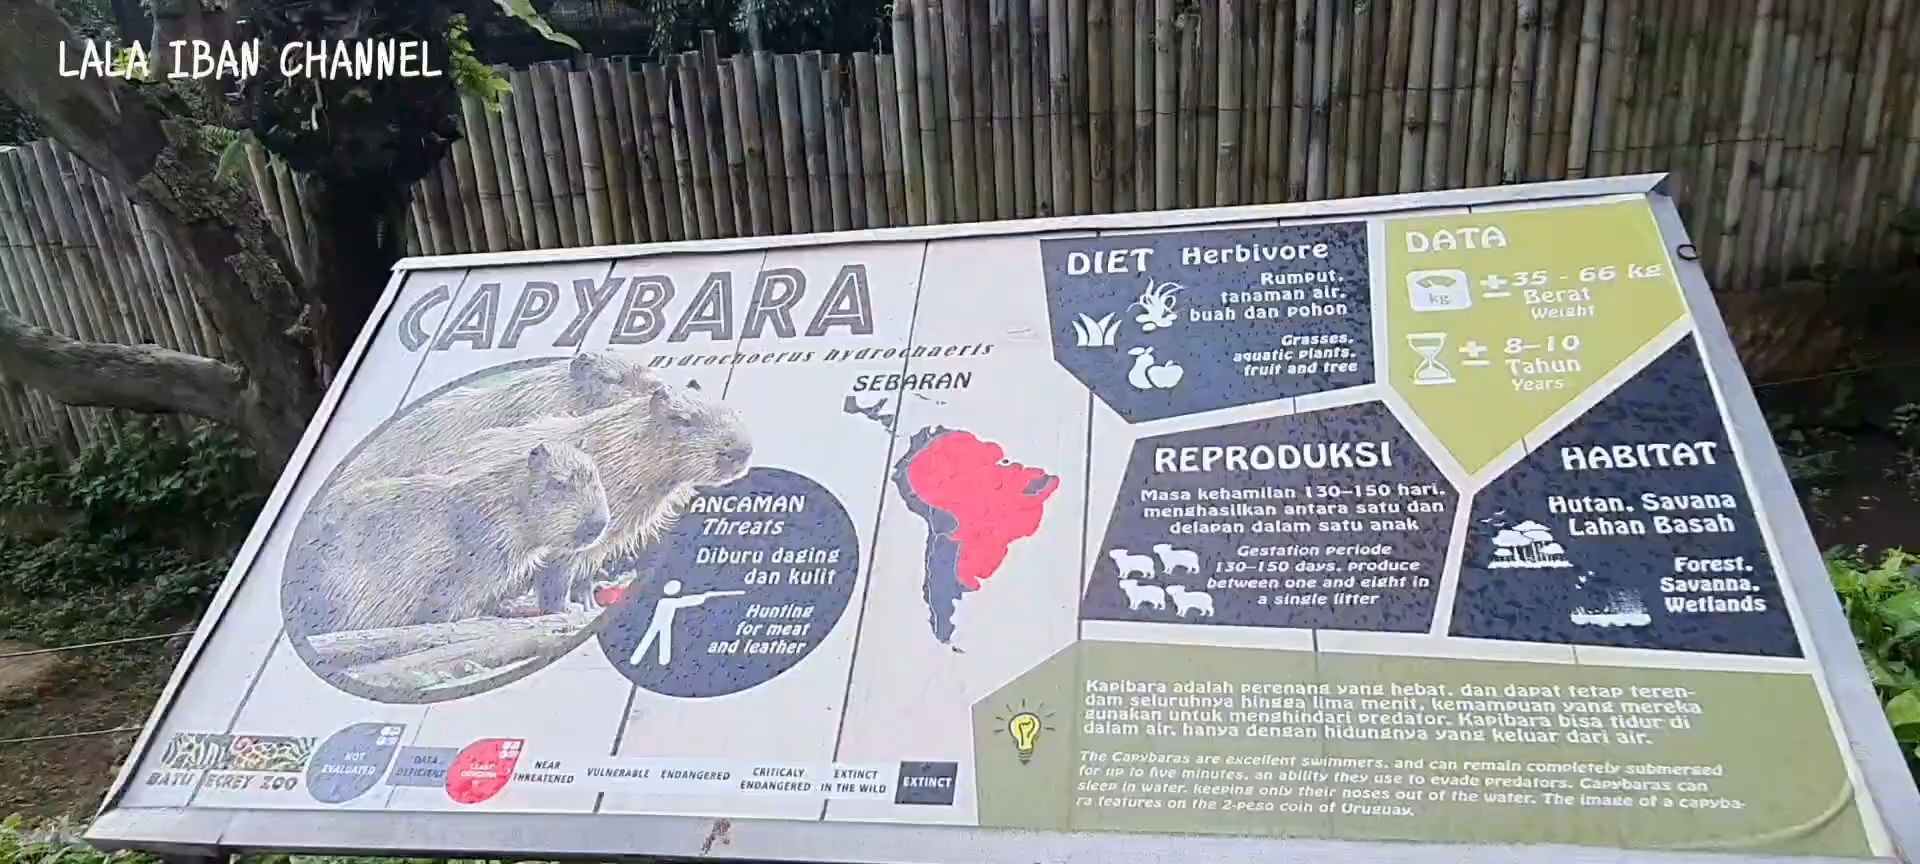 LALA IBAN CHANNEL
CAPYBARA
Hydrochoerus hydrochaeris
SEBARAN
ANCAMAN
Threats
Diburu daging
dan kulit
Hunting
for meat
and leather
DIET Herbivore
Rumput,
tanaman air,
buah dan pohon
Grasses,
aquatic plants,
fruit and tree
DATA
kg
± 35 - 66 kg
Berat
Weight
± 8-10
Tahun
Years
REPRODUKSI
Masa kehamilan 130-150 hari,
menghasilkan antara satu dan
delapan dalam satu anak
Gestation periode
130-150 days, produce
between one and eight in
a single litter
HABITAT
Hutan, Savana
Lahan Basah
Forest,
Savanna,
Wetlands
Kapibara adalah perenang yang hebat, dan dapat tetap teren-
dam seluruhnya hingga lima menit, kemampuan yang mereka
gunakan untuk menghindari predator. Kapibara bisa tidur di
dalam air, hanya dengan hidungnya yang keluar dari air.
The Capybaras are excellent swimmers, and can remain completely submersed
for up to five minutes, an ability they use to evade predators. Capybaras can
sleep in water, keeping only their noses out of the water. The image of a capyba-
ra features on the 2-peso coin of Uruguay.
BATU SECRET ZOO
NOT
EVALUATED
DATA
DEFICIENT
LEAST
CONCERN
NEAR
THREATENED
VULNERABLE
ENDANGERED
CRITICALY
ENDANGERED
EXTINCT
IN THE WILD
EXTINCT